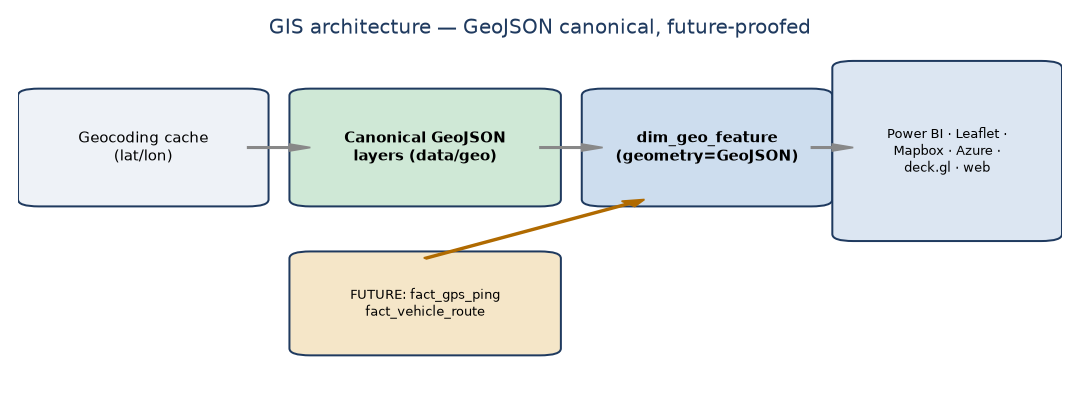 GIS architecture — GeoJSON canonical, future-proofed
Geocoding cache
(lat/lon)
Canonical GeoJSON
layers (data/geo)
dim_geo_feature
(geometry=GeoJSON)
Power BI · Leaflet ·
Mapbox · Azure ·
deck.gl · web
FUTURE: fact_gps_ping
fact_vehicle_route